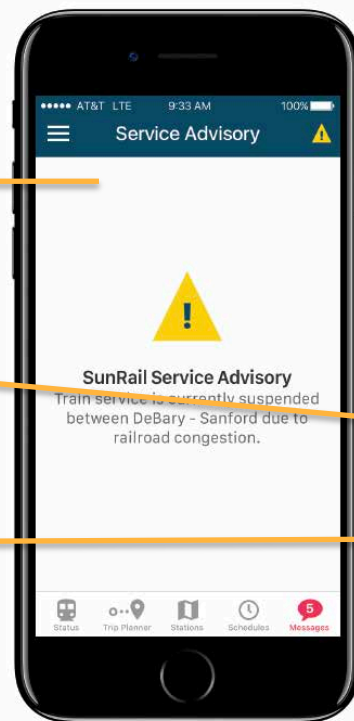 AT&T LTE 9:33 AM 100%
Service Advisory
SunRail Service Advisory
Train service is currently suspended
between DeBary - Sanford due to
railroad congestion.
Status Trip Planner Stations Schedules 5 Messages